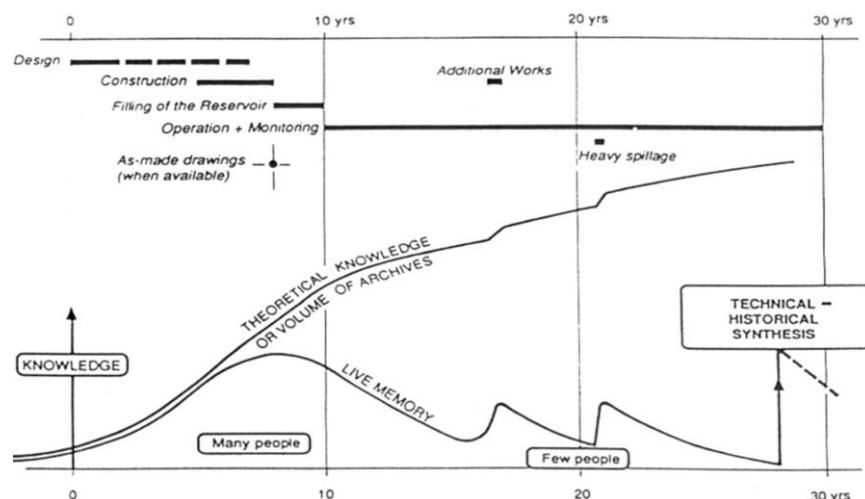 0
10 yrs
20 yrs
30 yrs
Design
Construction
Additional Works
Filling of the Reservoir
Operation + Monitoring
As-made drawings
(when available)
Heavy spillage
THEORETICAL KNOWLEDGE
OR VOLUME OF ARCHIVES
TECHNICAL –
HISTORICAL
SYNTHESIS
KNOWLEDGE
LIVE MEMORY
Many people
Few people
0
10
20
30 yrs